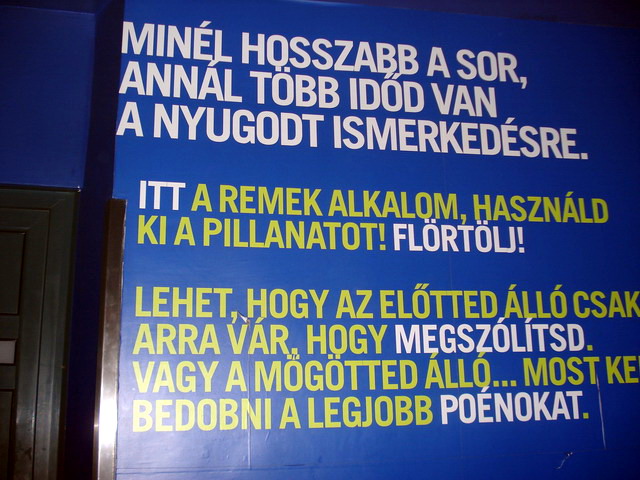 MINÉL HOSSZABB A SOR,
ANNÁL TÖBB IDŐD VAN
A NYUGODT ISMERKEDÉSRE.
ITT A REMEK ALKALOM, HASZNÁLD
KI A PILLANATOT! FLÖRTÖLJ!
LEHET, HOGY AZ ELŐTTED ÁLLÓ CSAK
ARRA VÁR, HOGY MEGSZÓLÍTSD.
VAGY A MÖGÖTTED ÁLLÓ... MOST
BEDOBNI A LEGJOBB POÉNOKAT.